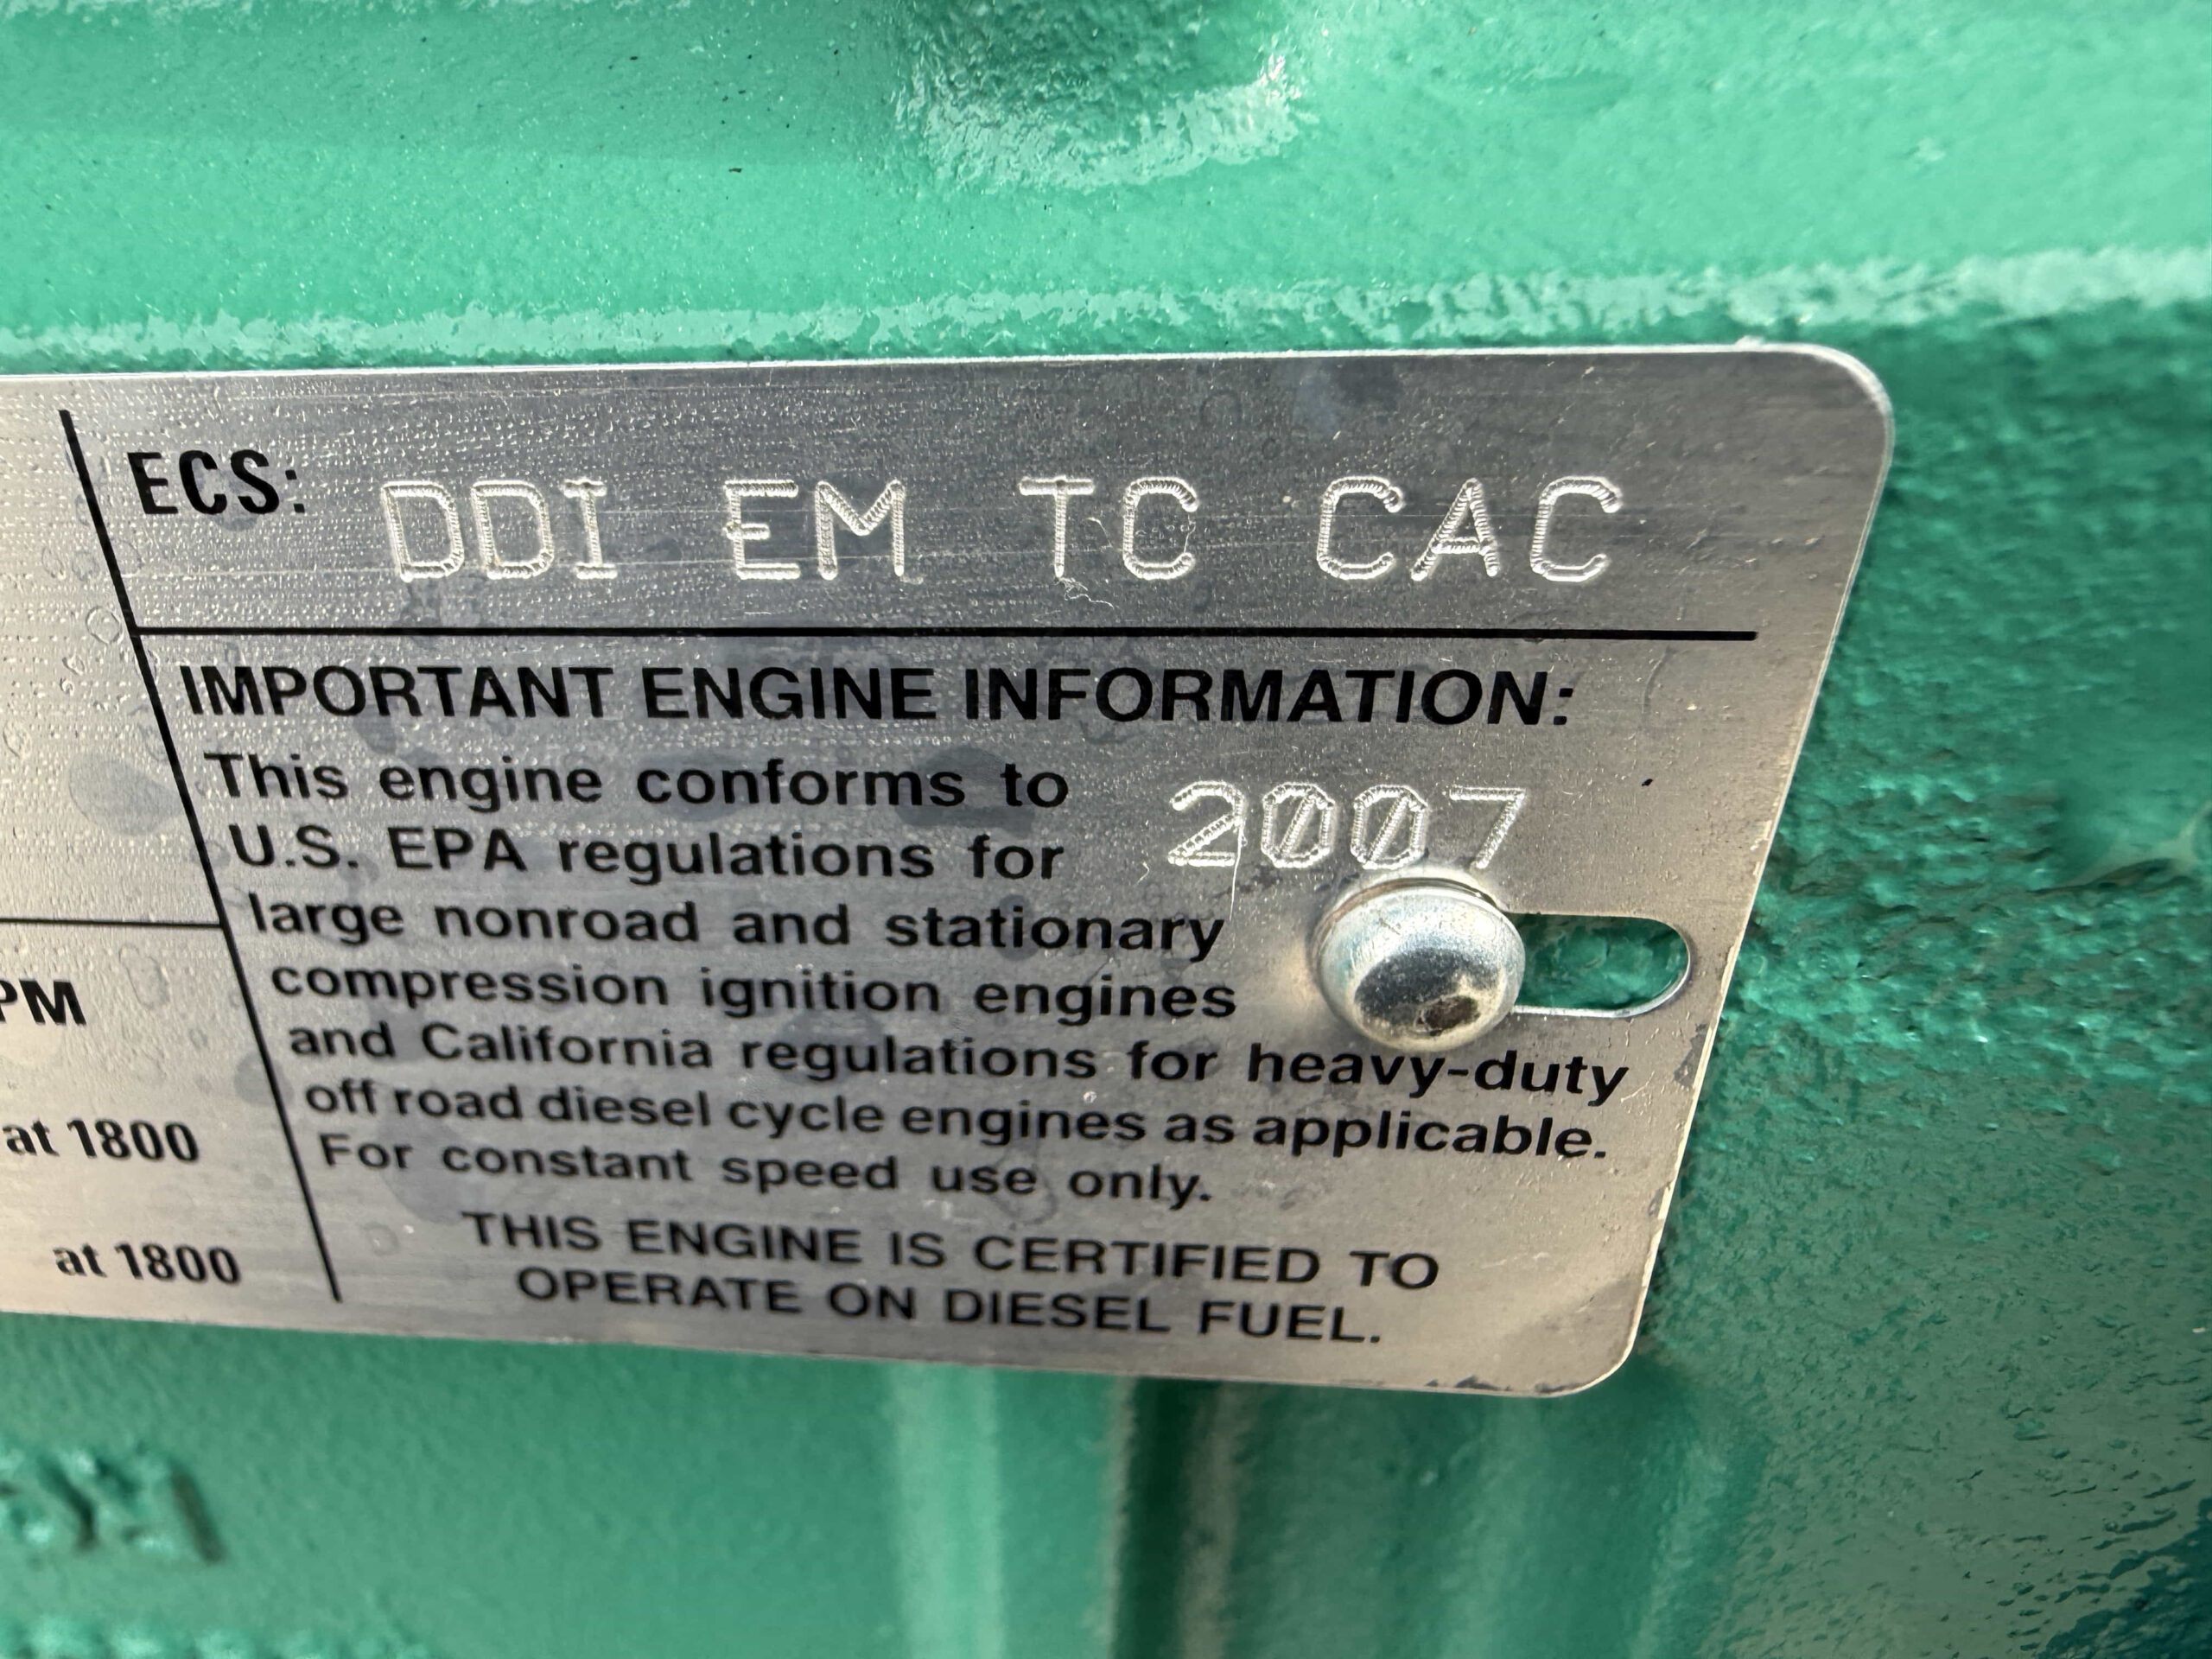 ECS: DDI EM TC CAC
IMPORTANT ENGINE INFORMATION:
This engine conforms to 2007
U.S. EPA regulations for
large nonroad and stationary
compression ignition engines
and California regulations for heavy-duty
off road diesel cycle engines as applicable.
For constant speed use only.
THIS ENGINE IS CERTIFIED TO
OPERATE ON DIESEL FUEL.
PM
at 1800
at 1800